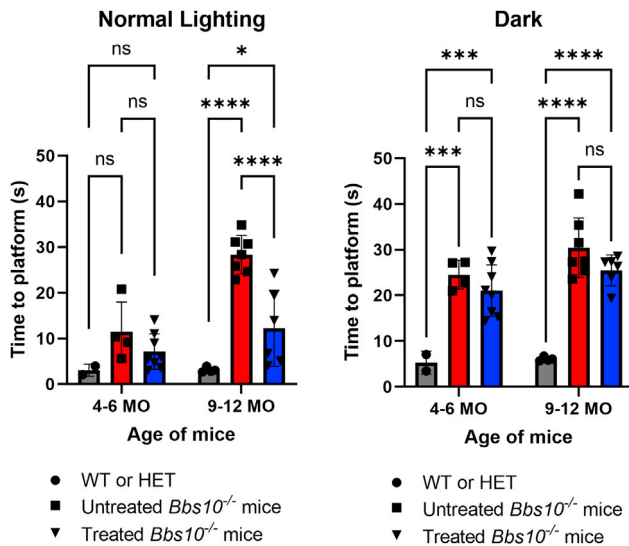 Normal Lighting
ns
*
ns
****
ns
****
Time to platform (s)
50
40
30
20
10
0
4-6 MO
9-12 MO
Age of mice
WT or HET
Untreated Bbs10-/- mice
Treated Bbs10-/- mice
Dark
***
****
ns
****
***
ns
Time to platform (s)
50
40
30
20
10
0
4-6 MO
9-12 MO
Age of mice
WT or HET
Untreated Bbs10-/- mice
Treated Bbs10-/- mice